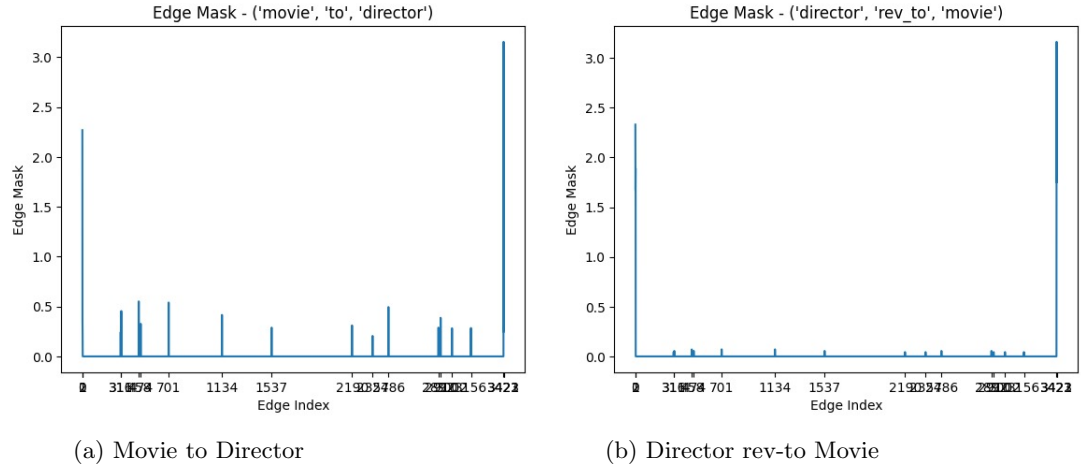 Edge Mask - ('movie', 'to', 'director')
Edge Mask - ('director', 'rev_to', 'movie')
3.0
2.5
2.0
1.5
1.0
0.5
0.0
Edge Mask
701 1134 1537
Edge Index
3.0
2.5
2.0
1.5
1.0
0.5
0.0
Edge Mask
701 1134 1537
Edge Index
(a) Movie to Director
(b) Director rev-to Movie